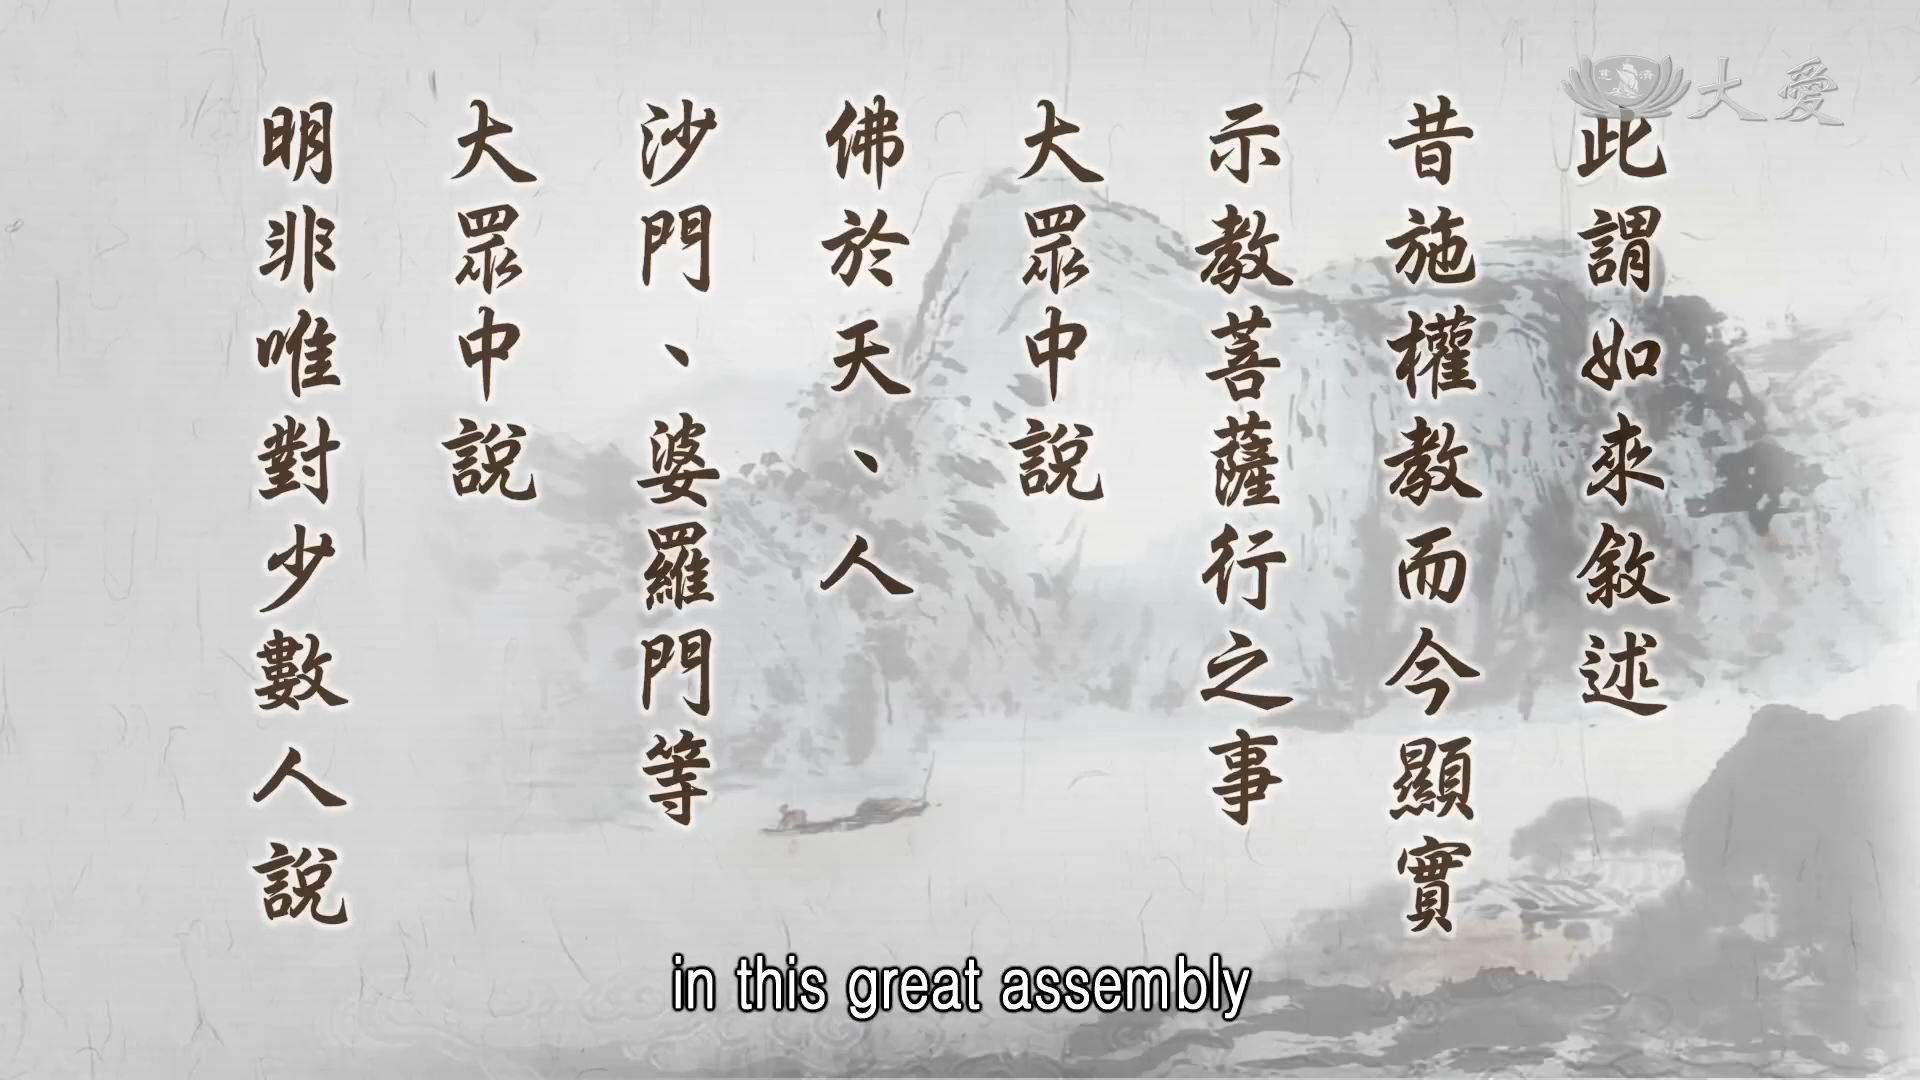 此謂如來敘述
昔施權教而今顯實
示教菩薩行之事
大眾中說
佛於天、人
沙門、婆羅門等
大眾中說
明非唯對少數人說
大愛
慈濟
in this great assembly